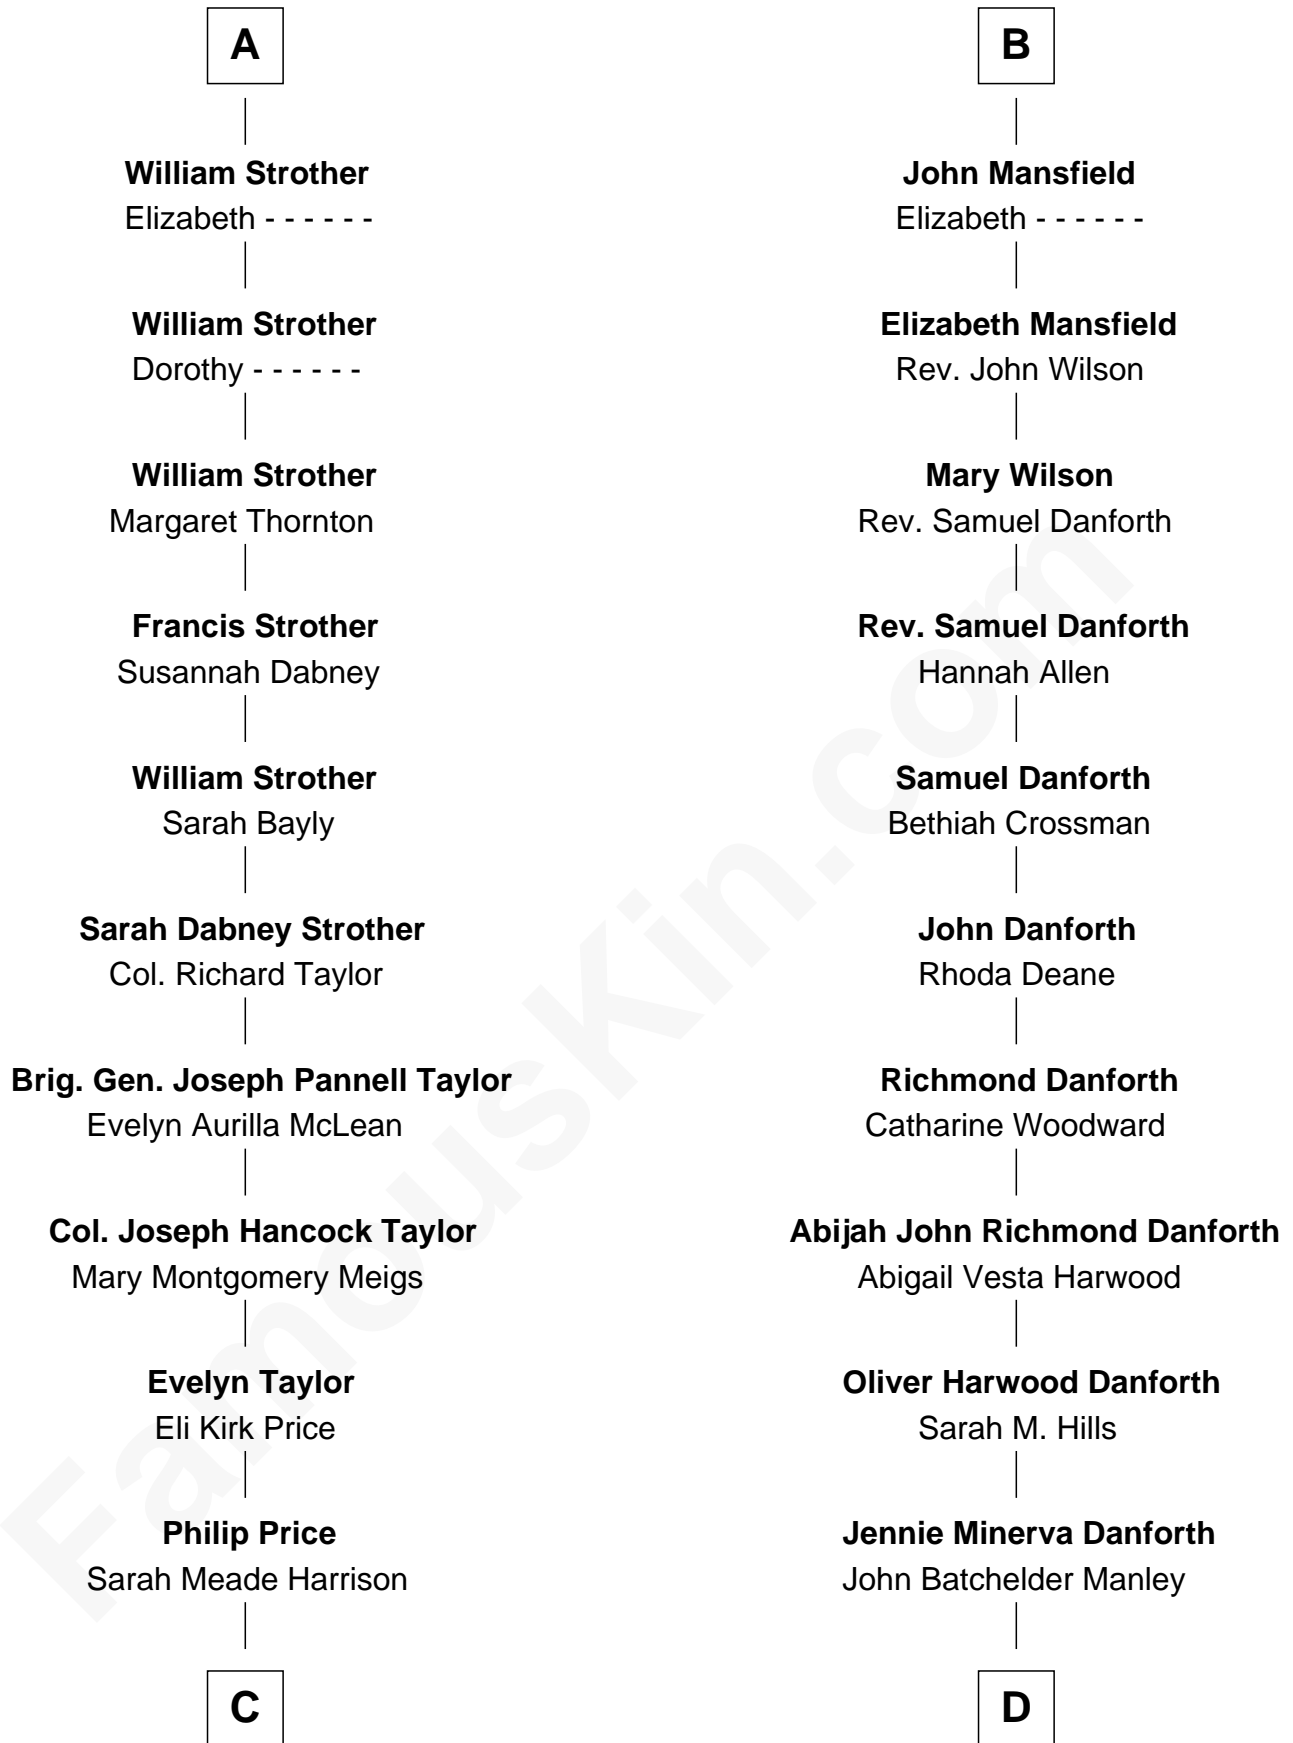 A
William Strother
Elizabeth - - - - - -
William Strother
Dorothy - - - - - -
William Strother
Margaret Thornton
Francis Strother
Susannah Dabney
William Strother
Sarah Bayly
Sarah Dabney Strother
Col. Richard Taylor
Brig. Gen. Joseph Pannell Taylor
Evelyn Aurilla McLean
Col. Joseph Hancock Taylor
Mary Montgomery Meigs
Evelyn Taylor
Eli Kirk Price
Philip Price
Sarah Meade Harrison
C
B
John Mansfield
Elizabeth - - - - - -
Elizabeth Mansfield
Rev. John Wilson
Mary Wilson
Rev. Samuel Danforth
Rev. Samuel Danforth
Hannah Allen
Samuel Danforth
Bethiah Crossman
John Danforth
Rhoda Deane
Richmond Danforth
Catharine Woodward
Abijah John Richmond Danforth
Abigail Vesta Harwood
Oliver Harwood Danforth
Sarah M. Hills
Jennie Minerva Danforth
John Batchelder Manley
D
FamousKin.com